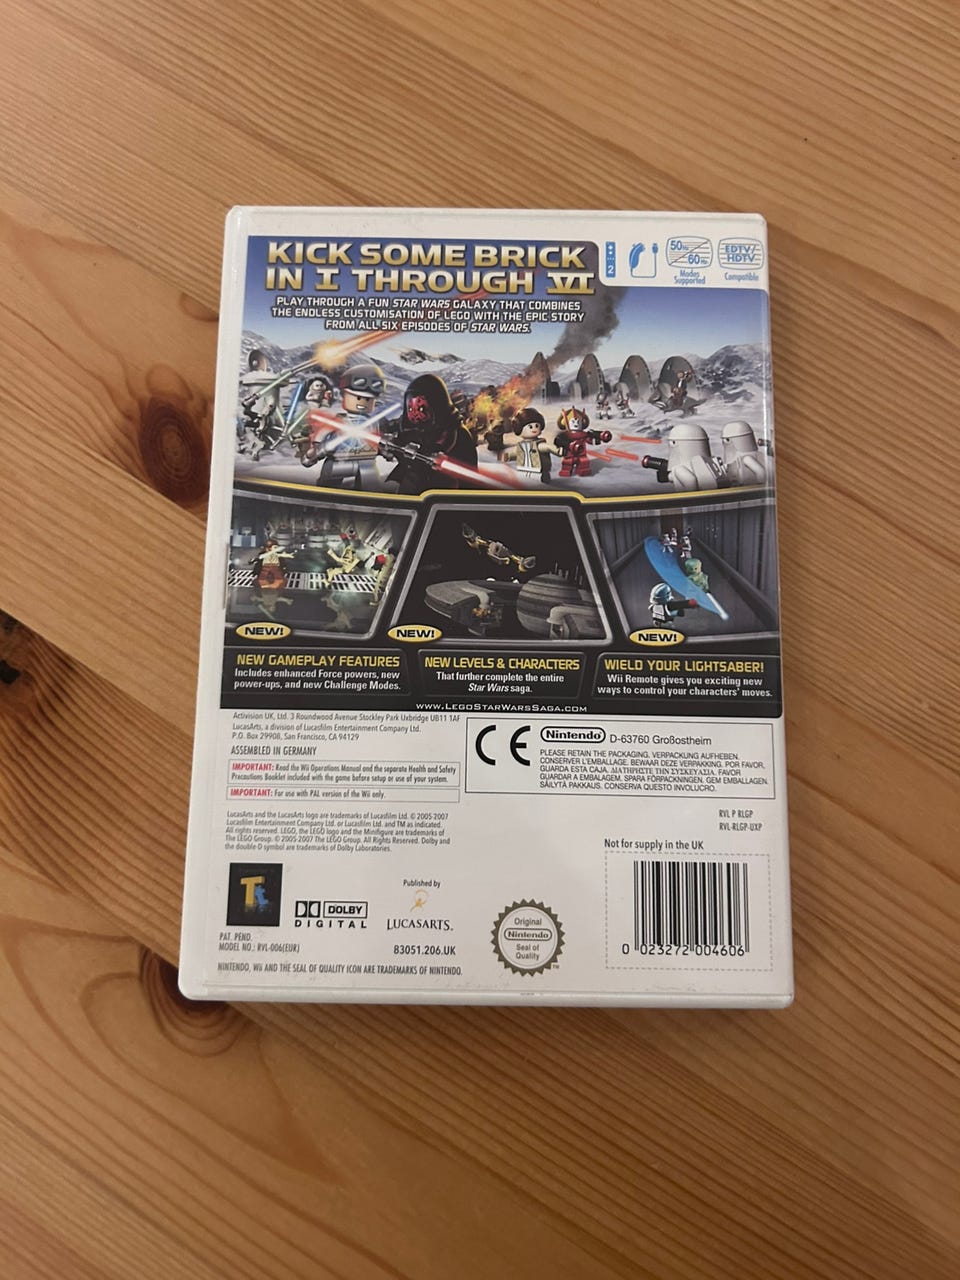 KICK SOME BRICK
IN I THROUGH VI
PLAY THROUGH A FUN STAR WARS GALAXY THAT COMBINES
THE ENDLESS CUSTOMISATION OF LEGO WITH THE EPIC STORY
FROM ALL SIX EPISODES OF STAR WARS.
2
50Hz
60Hz
Modes
Supported
EDTV/
HDTV
Compatible
NEW!
NEW!
NEW!
NEW GAMEPLAY FEATURES
Includes enhanced Force powers, new
power-ups, and new Challenge Modes.
NEW LEVELS & CHARACTERS
That further complete the entire
Star Wars saga.
WIELD YOUR LIGHTSABER!
Wii Remote gives you exciting new
ways to control your characters' moves.
WWW.LEGOSTARWARSSAGA.COM
Activision UK, Ltd. 3 Roundwood Avenue Stockley Park Uxbridge UB11 1AF
LucasArts, a division of Lucasfilm Entertainment Company Ltd.
P.O. Box 29908, San Francisco, CA 94129
ASSEMBLED IN GERMANY
IMPORTANT: Read the Wii Operations Manual and the separate Health and Safety
Precautions Booklet included with the game before setup or use of your system.
IMPORTANT: For use with PAL version of the Wii only.
CE
Nintendo D-63760 Großostheim
PLEASE RETAIN THE PACKAGING. VERPACKUNG AUFHEBEN.
CONSERVER L'EMBALLAGE. BEWAAR DEZE VERPAKKING. POR FAVOR,
GUARDA ESTA CAJA. ΔΙΑΤΗΡΗΣΤΕ ΤΗΝ ΣΥΣΚΕΥΑΣΙΑ. FAVOR
GUARDAR A EMBALAGEM. SPARA FÖRPACKNINGEN. GEM EMBALLAGEN.
SÄILYTÄ PAKKAUS. CONSERVA QUESTO INVOLUCRO.
RVL P RLGP
RVL-RLGP-UXP
LucasArts and the LucasArts logo are trademarks of Lucasfilm Ltd. © 2005-2007
Lucasfilm Entertainment Company Ltd. or Lucasfilm Ltd. and TM as indicated.
All rights reserved. LEGO, the LEGO logo and the Minifigure are trademarks of
The LEGO Group. © 2005-2007 The LEGO Group. All Rights Reserved. Dolby and
the double-D symbol are trademarks of Dolby Laboratories.
Not for supply in the UK
DOLBY
DIGITAL
Published by
LUCASARTS.
83051.206.UK
Original
Nintendo
Seal of
Quality
TM
0 023272 004606
PAT. PEND.
MODEL NO.: RVL-006(EUR)
NINTENDO, Wii AND THE SEAL OF QUALITY ICON ARE TRADEMARKS OF NINTENDO.